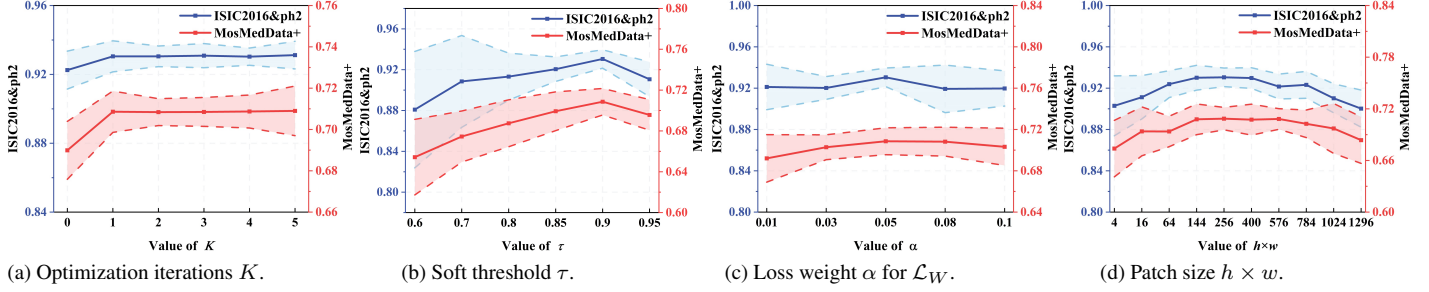 ISIC2016&ph2
MosMedData+
0.96
0.92
0.88
0.84
ISIC2016&ph2
0.76
0.74
0.72
0.70
0.68
0.66
MosMedData+
0 1 2 3 4 5
Value of K
(a) Optimization iterations K.
ISIC2016&ph2
MosMedData+
0.96
0.92
0.88
0.84
0.80
ISIC2016&ph2
0.80
0.76
0.72
0.68
0.64
0.60
MosMedData+
0.6 0.7 0.8 0.85 0.9 0.95
Value of τ
(b) Soft threshold τ.
ISIC2016&ph2
MosMedData+
1.00
0.96
0.92
0.88
0.84
0.80
ISIC2016&ph2
0.84
0.80
0.76
0.72
0.68
0.64
MosMedData+
0.01 0.03 0.05 0.08 0.1
Value of α
(c) Loss weight α for ℒW.
ISIC2016&ph2
MosMedData+
1.00
0.96
0.92
0.88
0.84
0.80
ISIC2016&ph2
0.84
0.78
0.72
0.66
0.60
MosMedData+
4 16 64 144 256 400 576 784 1024 1296
Value of h×w
(d) Patch size h × w.